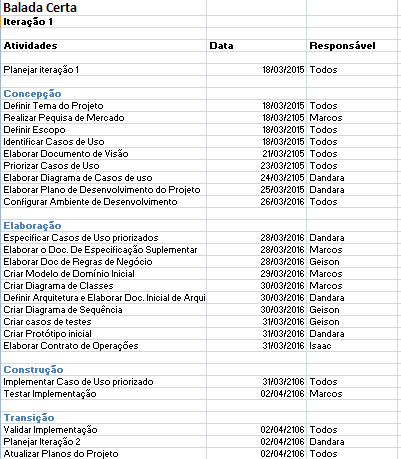 Balada Certa
Iteração 1
Atividades Data Responsável
Planejar iteração 1 18/03/2015 Todos
Concepção
Definir Tema do Projeto 18/03/2105 Todos
Realizar Pequisa de Mercado 18/03/2105 Marcos
Definir Escopo 18/03/2105 Todos
Identificar Casos de Uso 18/03/2105 Todos
Elaborar Documento de Visão 21/03/2105 Todos
Priorizar Casos de Uso 23/03/2105 Todos
Elaborar Diagrama de Casos de uso 24/03/2105 Dandara
Elaborar Plano de Desenvolvimento do Projeto 25/03/2015 Dandara
Configurar Ambiente de Desenvolvimento 26/03/2016 Todos
Elaboração
Especificar Casos de Uso priorizados 28/03/2016 Dandara
Elaborar o Doc. De Especificação Suplementar 28/03/2016 Marcos
Elaborar Doc de Regras de Negócio 28/03/2016 Geison
Criar Modelo de Domínio Inicial 29/03/2016 Marcos
Criar Diagrama de Classes 30/03/2016 Marcos
Definir Arquitetura e Elaborar Doc. Inicial de Arqui 30/03/2016 Dandara
Criar Diagrama de Sequência 30/03/2016 Geison
Criar casos de testes 31/03/2016 Geison
Criar Protótipo inicial 31/03/2016 Dandara
Elaborar Contrato de Operações 31/03/2016 Isaac
Construção
Implementar Caso de Uso priorizado 31/03/2106 Todos
Testar Implementação 02/04/2106 Marcos
Transição
Validar Implementação 02/04/2106 Todos
Planejar Iteração 2 02/04/2106 Dandara
Atualizar Planos do Projeto 02/04/2106 Todos